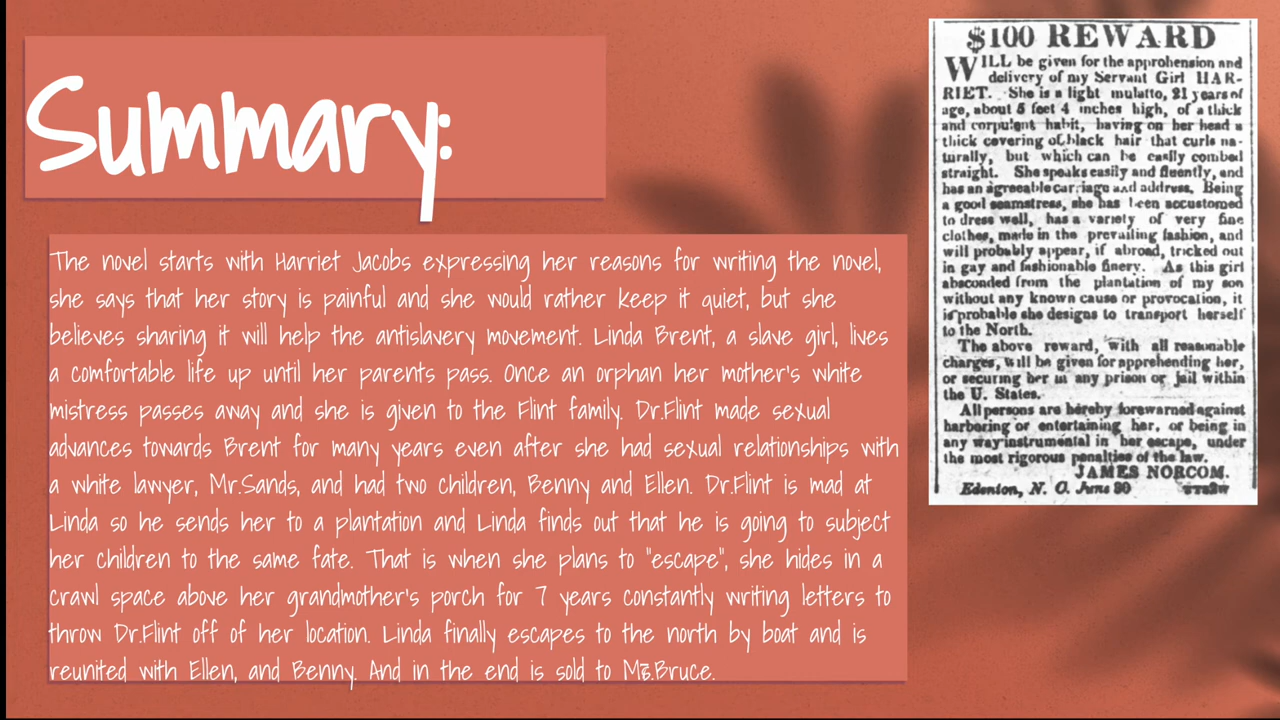 Summary:
The novel starts with Harriet Jacobs expressing her reasons for writing the novel,
she says that her story is painful and she would rather keep it quiet, but she
believes sharing it will help the antislavery movement. Linda Brent, a slave girl, lives
a comfortable life up until her parents pass. Once an orphan her mother's white
mistress passes away and she is given to the Flint family. Dr.Flint made sexual
advances towards Brent for many years even after she had sexual relationships with
a white lawyer, Mr.Sands, and had two children, Benny and Ellen. Dr.Flint is mad at
Linda so he sends her to a plantation and Linda finds out that he is going to subject
her children to the same fate. That is when she plans to "escape", she hides in a
crawl space above her grandmother's porch for 7 years constantly writing letters to
throw Dr.Flint off of her location. Linda finally escapes to the north by boat and is
reunited with Ellen, and Benny. And in the end is sold to
$100 REWARD
WILL be given for the approhension and
delivery of my Servant Girl HAR-
RIET. She is a light mulatto, 21 years of
age, about 5 feet 4 inches high, of a thick
and corpulent habit, having on her head a
thick covering of black hair that curls na-
turally, but which can be easily combed
straight. She speaks easily and fluently, and
has an agreeable carriage and address. Being
a good seamstress, she has been accustomed
to dress well, has a variety of very fine
clothes, made in the prevailing fashion, and
will probably appear, if abroad, tricked out
in gay and fashionable finery. As this girl
absconded from the plantation of my son
without any known cause or provocation, it
is probable she designs to transport herself
to the North.
The above reward, with all reasonable
charges, will be given for apprehending her,
or securing her in any prison or jail within
the U. States.
All persons are hereby forewarned against
harboring or entertaining her, or being in
any way instrumental in her escape, under
the most rigorous penalties of the law.
JAMES NORCOM.
Edenton, N. C. June 30